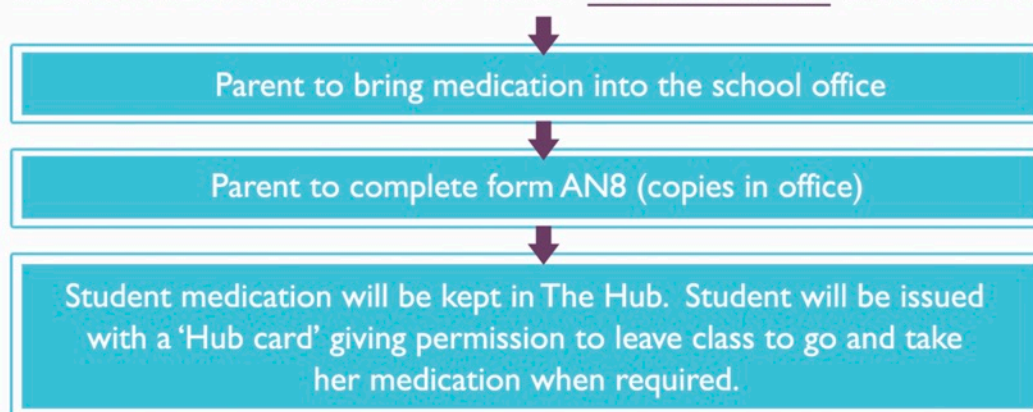 Parent to bring medication into the school office
Parent to complete form AN8 (copies in office)
Student medication will be kept in The Hub. Student will be issued
with a ‘Hub card’ giving permission to leave class to go and take
her medication when required.